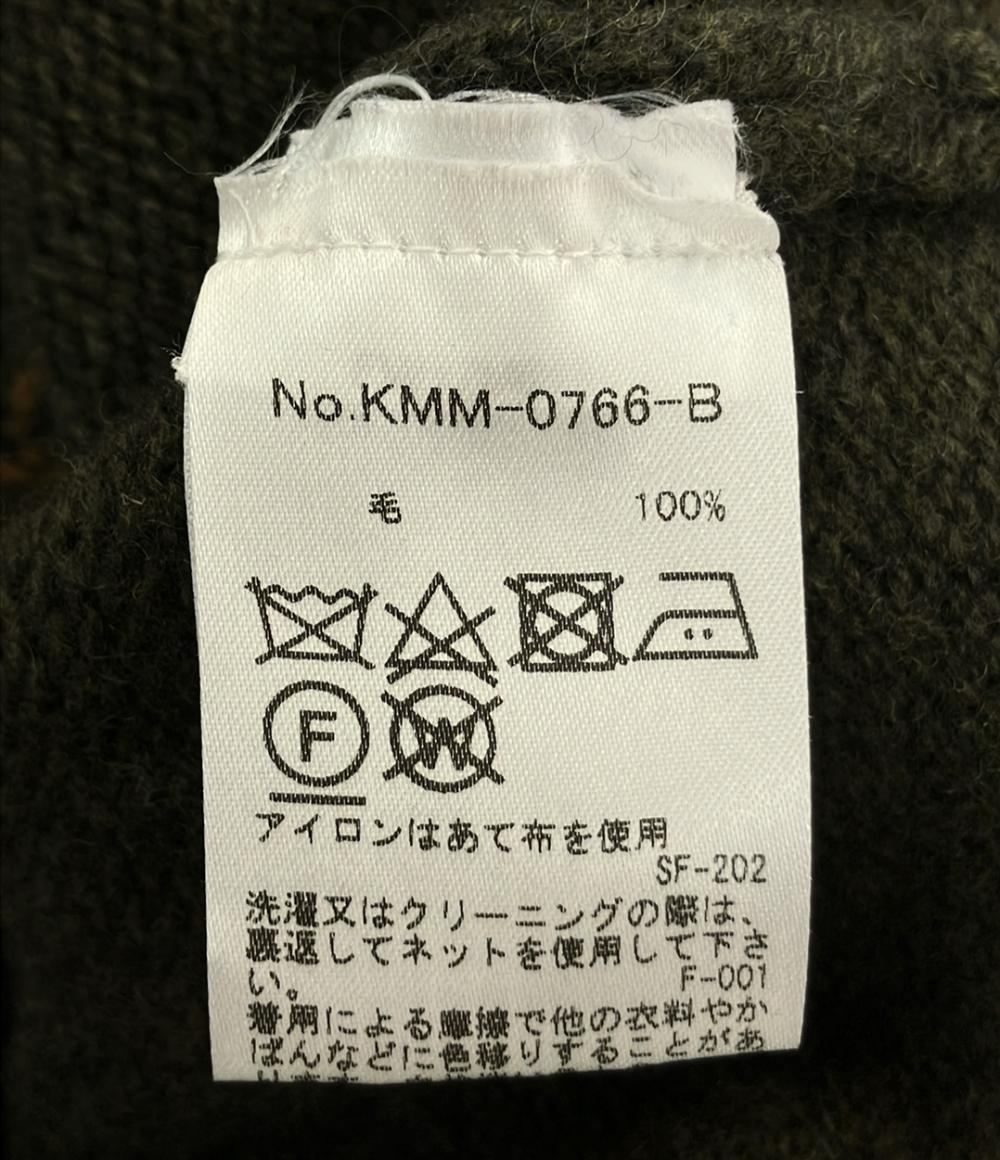 No.KMM-0766-B
毛 100%
F W
アイロンはあて布を使用
SF-202
洗濯又はクリーニングの際は、
裏返してネットを使用して下さ
い。
F-001
着用による摩擦で他の衣料やか
ばんなどに色移りすることがあ